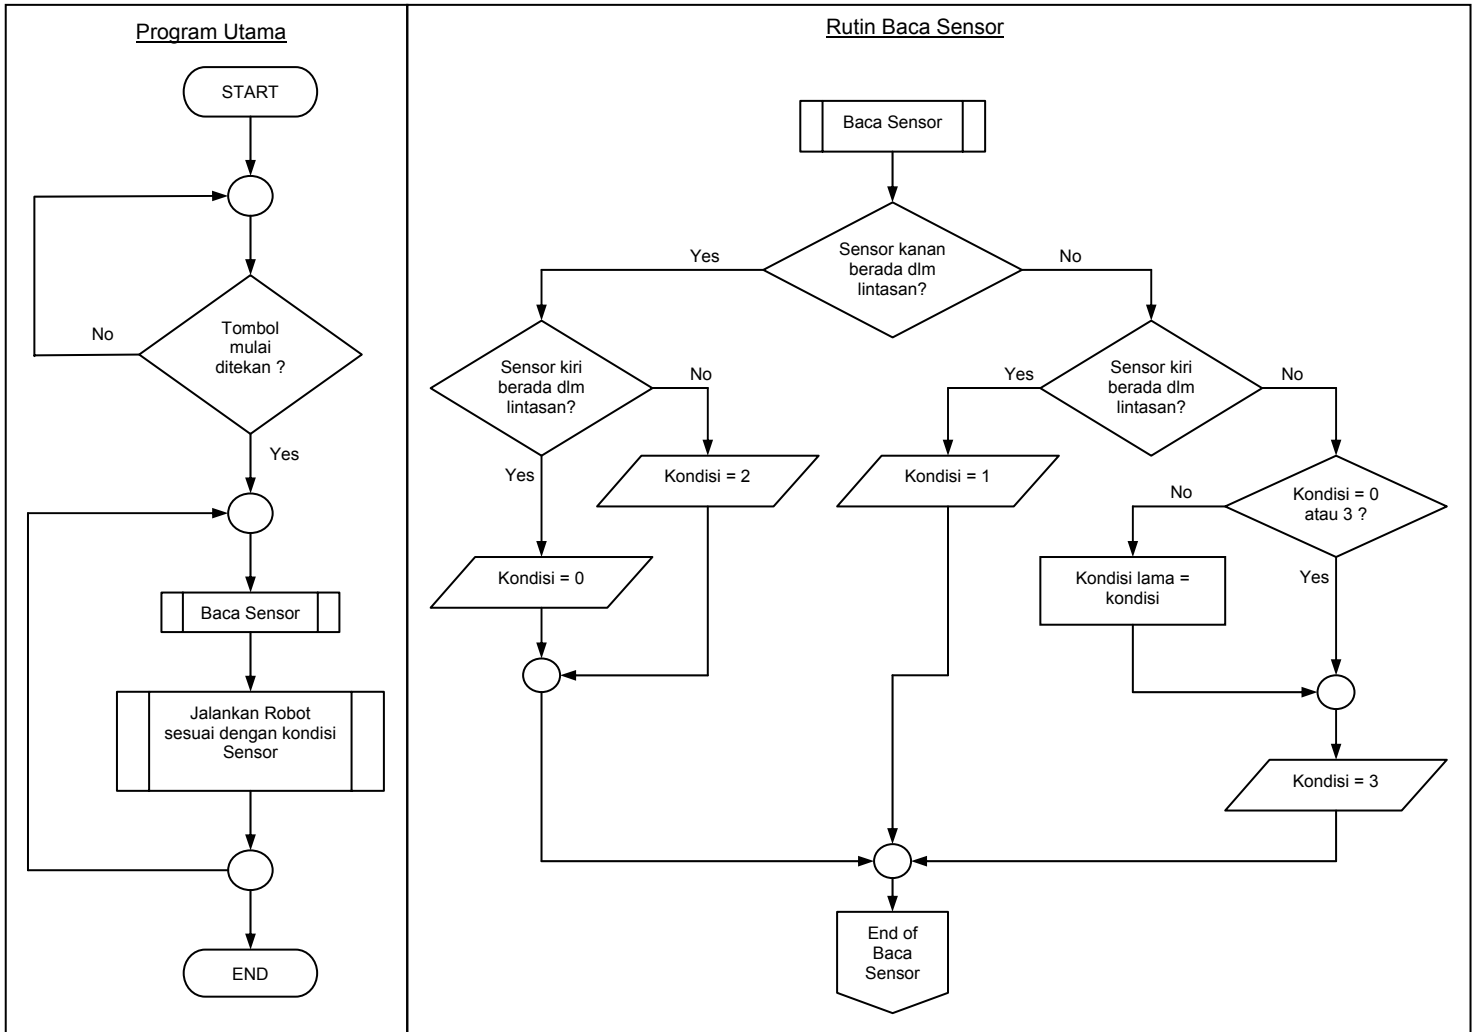 Program Utama
START
No
Tombol
mulai
ditekan ?
Yes
Baca Sensor
Jalankan Robot
sesuai dengan kondisi
Sensor
END
Rutin Baca Sensor
Baca Sensor
Yes
Sensor kanan
berada dlm
lintasan?
No
Sensor kiri
berada dlm
lintasan?
No
Yes
Kondisi = 2
Kondisi = 0
Yes
Sensor kiri
berada dlm
lintasan?
No
Kondisi = 1
No
Kondisi = 0
atau 3 ?
Yes
Kondisi lama =
kondisi
Kondisi = 3
End of
Baca
Sensor